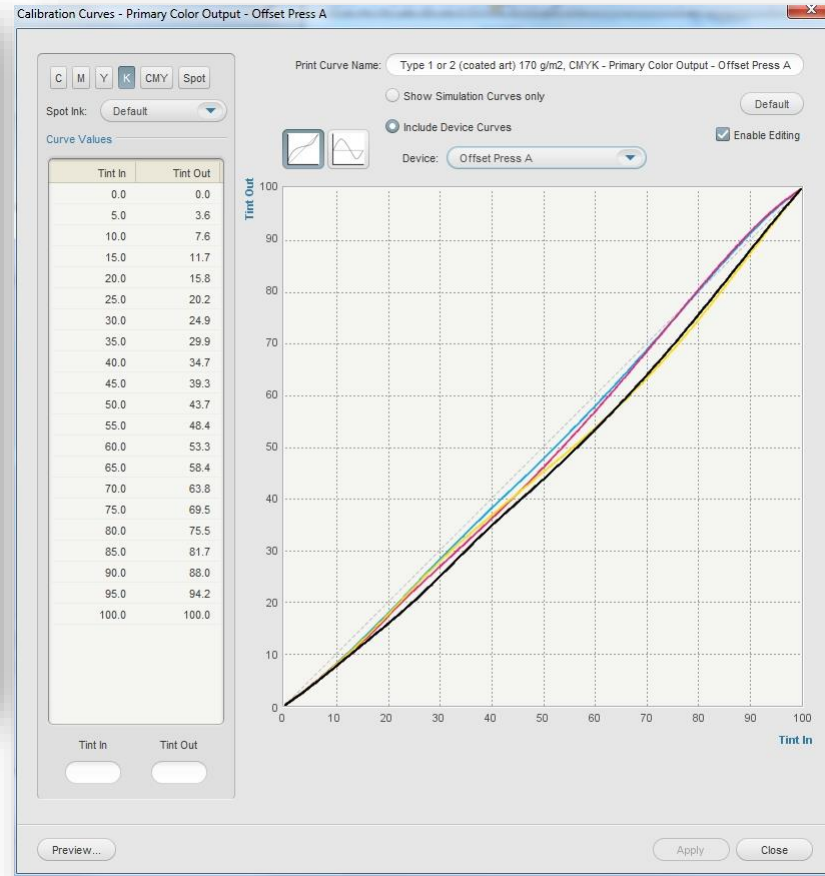 Calibration Curves - Primary Color Output - Offset Press A
C M Y K CMY Spot
Spot Ink: Default
Curve Values
Tint In Tint Out
0.0 0.0
5.0 3.6
10.0 7.6
15.0 11.7
20.0 15.8
25.0 20.2
30.0 24.9
35.0 29.9
40.0 34.7
45.0 39.3
50.0 43.7
55.0 48.4
60.0 53.3
65.0 58.4
70.0 63.8
75.0 69.5
80.0 75.5
85.0 81.7
90.0 88.0
95.0 94.2
100.0 100.0
Tint In Tint Out
Print Curve Name: Type 1 or 2 (coated art) 170 g/m2, CMYK - Primary Color Output - Offset Press A
Show Simulation Curves only
Default
Include Device Curves
Enable Editing
Device: Offset Press A
Tint Out
100
90
80
70
60
50
40
30
20
10
0
0 10 20 30 40 50 60 70 80 90 100
Tint In
Preview...
Apply
Close